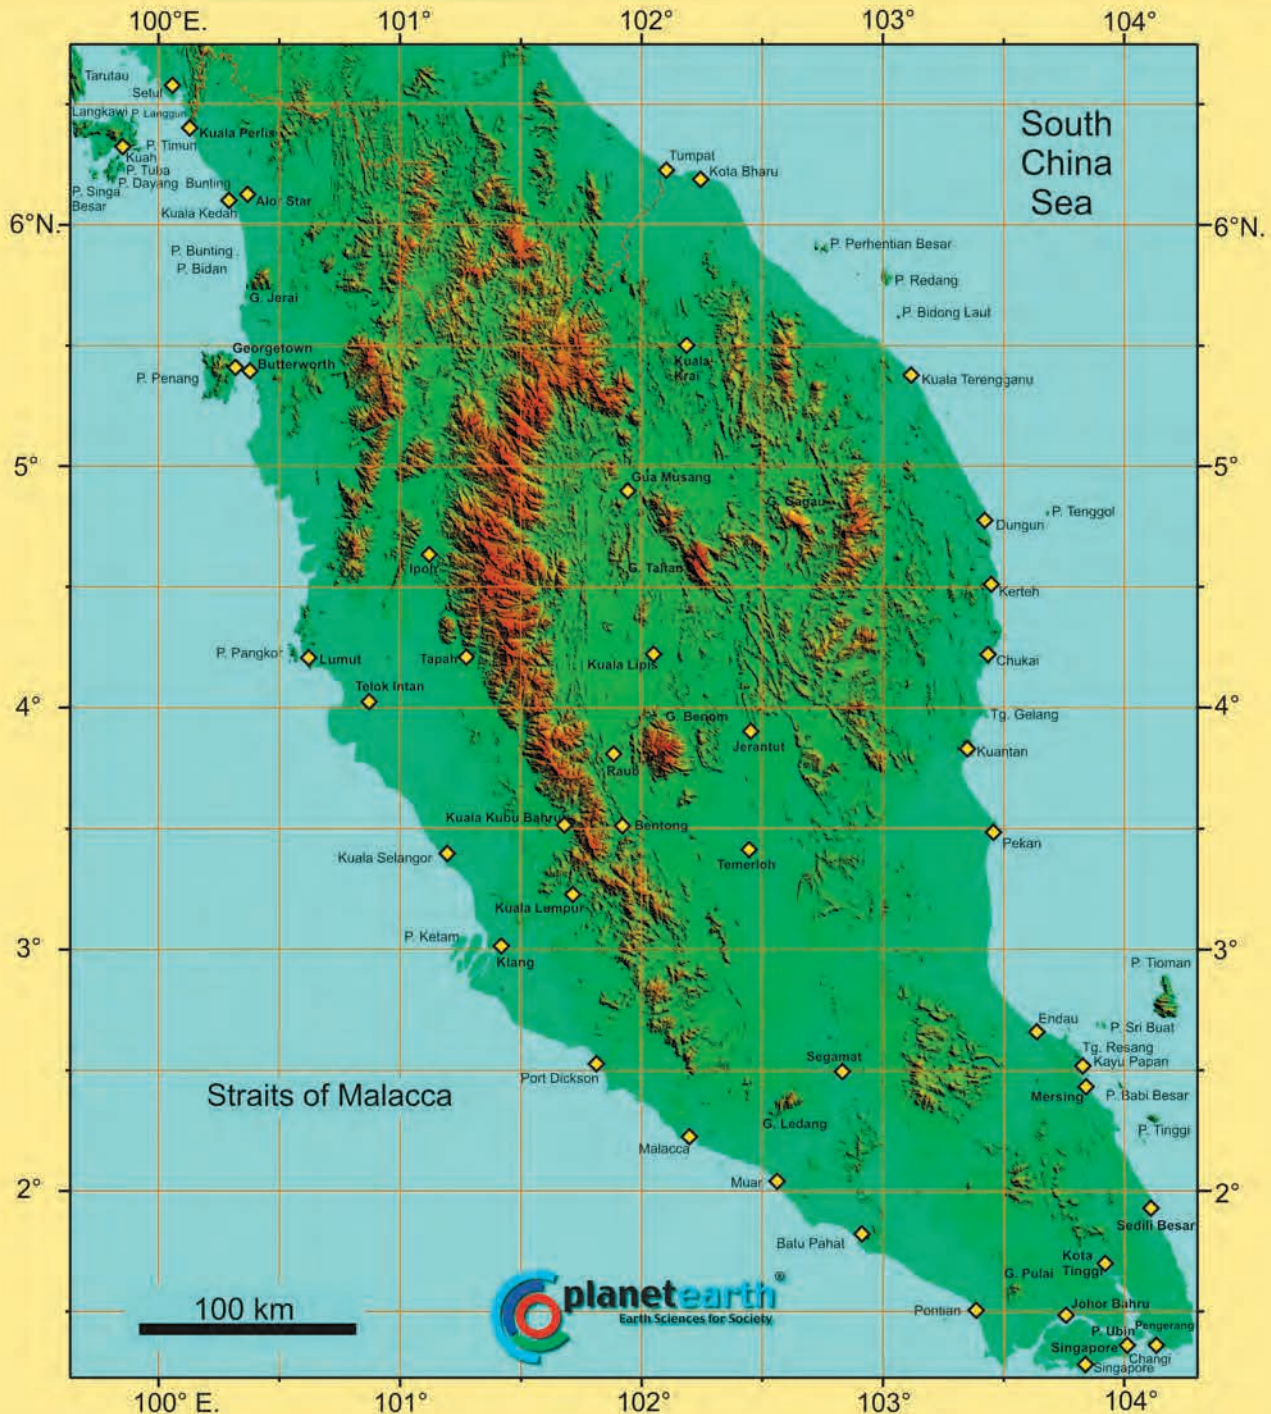 100°E.
101°
102°
103°
104°
Tarutau
Setul
Langkawi
P Langgun
Kuala Perlis
P. Timun
Kuah
P. Tuba
P. Dayang Bunting
P. Singa
Besar
Alor Star
Kuala Kedah
6°N.
6°N.
P. Bunting
P. Bidan
G. Jerai
Georgetown
Butterworth
P. Penang
Tumpat
Kola Bharu
South
China
Sea
P. Perhentian Besar
P. Redang
P. Bidong Laut
Kuala
Krai
Kuala Terengganu
5°
5°
Gua Musang
G. Gagau
P. Tenggol
Dungun
Ipoh
G. Tahan
Kerteh
P. Pangkor
Lumut
Tapah
Kuala Lipis
Chukai
Telok Intan
4°
4°
G. Benom
Tg. Gelang
Jerantut
Kuantan
Raub
Kuala Kubu Bahru
Bentong
Pekan
Kuala Selangor
Temerloh
Kuala Lumpur
P. Ketam
Klang
3°
3°
P. Tioman
Endau
P. Sri Buat
Tg. Resang
Kayu Papan
Segamat
Port Dickson
Mersing
P. Babi Besar
Straits of Malacca
G. Ledang
P. Tinggi
Malacca
Muar
2°
2°
Sedili Besar
Batu Pahat
Kota
Tinggi
G. Pulai
100 km
planetearth®
Earth Sciences for Society
Pontian
Johor Bahru
P. Ubin
Pengerang
Singapore
Changi
Singapore
100° E.
101°
102°
103°
104°